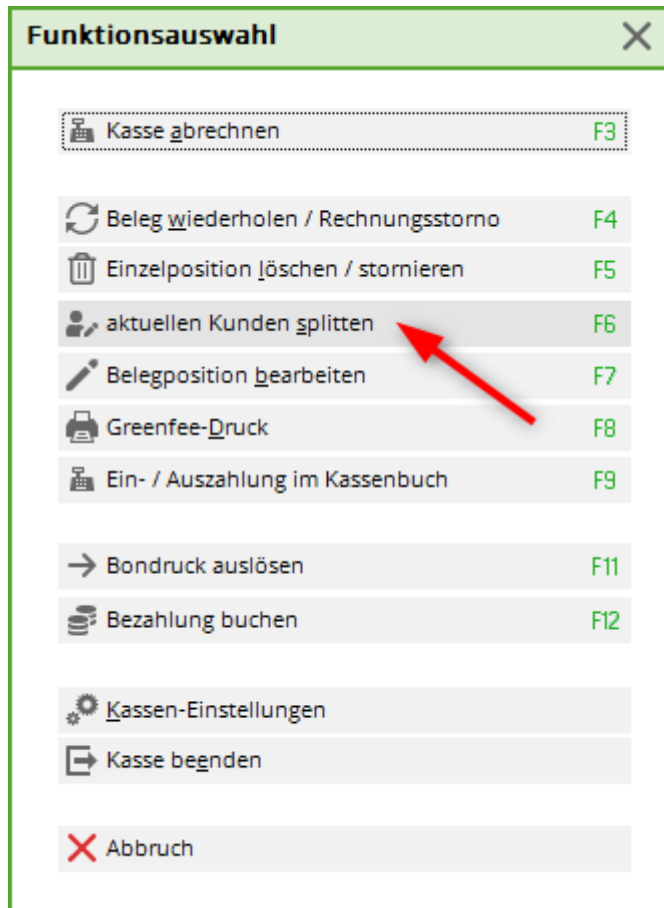 Funktionsauswahl
Kasse abrechnen F3
Beleg wiederholen / Rechnungsstorno F4
Einzelposition löschen / stornieren F5
aktuellen Kunden splitten F6
Belegposition bearbeiten F7
Greenfee-Druck F8
Ein- / Auszahlung im Kassenbuch F9
Bondruck auslösen F11
Bezahlung buchen F12
Kassen-Einstellungen
Kasse beenden
Abbruch